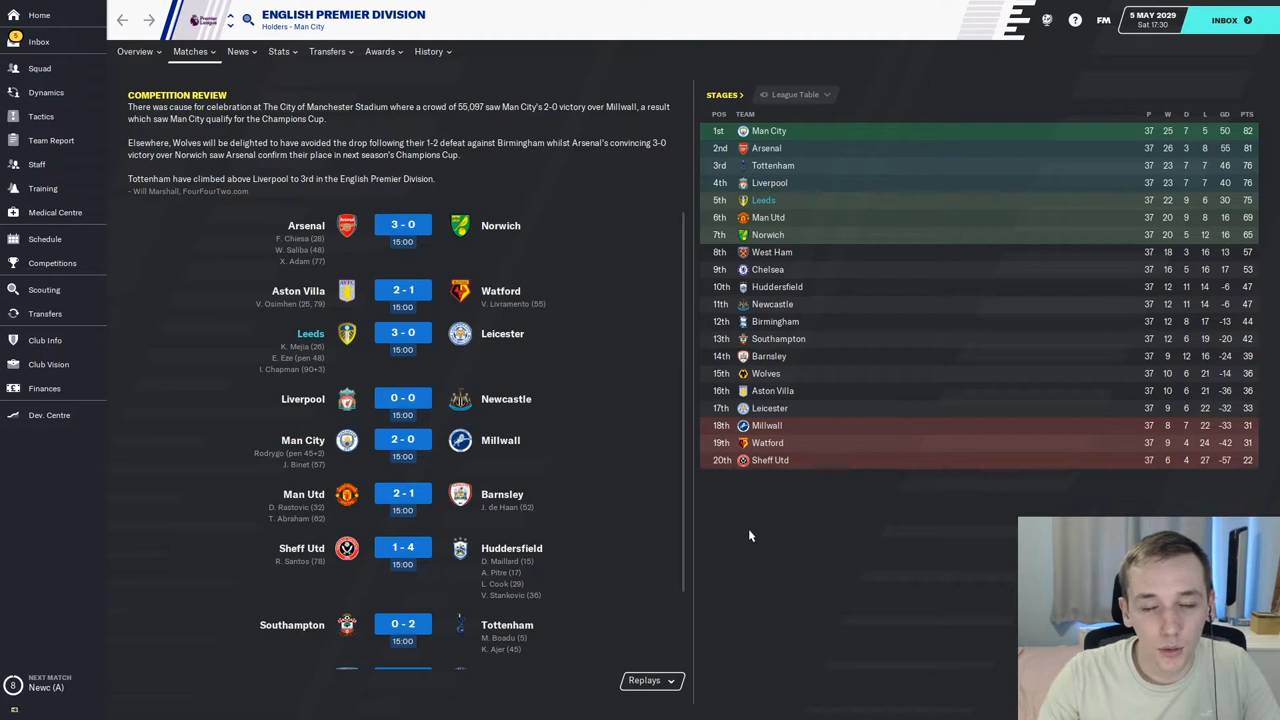 Home
5
Inbox
Squad
Dynamics
Tactics
Team Report
Staff
Training
Medical Centre
Schedule
Competitions
Scouting
Transfers
Club Info
Club Vision
Finances
Dev. Centre
8
NEXT MATCH
Newc (A)
ENGLISH PREMIER DIVISION
Holders - Man City
FM
5 MAY 2029
Sat 17:30
INBOX
Overview
Matches
News
Stats
Transfers
Awards
History
COMPETITION REVIEW
There was cause for celebration at The City of Manchester Stadium where a crowd of 55,097 saw Man City's 2-0 victory over Millwall, a result
which saw Man City qualify for the Champions Cup.
Elsewhere, Wolves will be delighted to have avoided the drop following their 1-2 defeat against Birmingham whilst Arsenal's convincing 3-0
victory over Norwich saw Arsenal confirm their place in next season's Champions Cup.
Tottenham have climbed above Liverpool to 3rd in the English Premier Division.
- Will Marshall, FourFourTwo.com
Arsenal 3 - 0 Norwich
F. Chiesa (28) 15:00
W. Saliba (48)
X. Adam (77)
Aston Villa 2 - 1 Watford
V. Osimhen (25, 79) 15:00 V. Livramento (55)
Leeds 3 - 0 Leicester
K. Mejia (26) 15:00
E. Eze (pen 48)
I. Chapman (90+3)
Liverpool 0 - 0 Newcastle
15:00
Man City 2 - 0 Millwall
Rodrygo (45+2) 15:00
J. Binet (57)
Man Utd 2 - 1 Barnsley
D. Rastovic (32) 15:00 J. de Haan (52)
T. Abraham (62)
Sheff Utd 1 - 4 Huddersfield
R. Santos (78) 15:00 D. Maillard (15)
A. Pitre (17)
L. Cook (29)
V. Stankovic (36)
Southampton 0 - 2 Tottenham
15:00 M. Boadu (5)
K. Ajer (45)
Replays
STAGES > League Table
POS TEAM P W D L GD PTS
1st Man City 37 25 7 5 50 82
2nd Arsenal 37 26 3 8 55 81
3rd Tottenham 37 23 7 7 46 76
4th Liverpool 37 23 7 7 40 76
5th Leeds 37 22 9 6 30 75
6th Man Utd 37 20 9 8 16 69
7th Norwich 37 20 5 12 16 65
8th West Ham 37 18 3 16 13 57
9th Chelsea 37 16 5 16 17 53
10th Huddersfield 37 12 11 14 -6 47
11th Newcastle 37 12 11 14 -6 47
12th Birmingham 37 12 8 17 -13 44
13th Southampton 37 12 6 19 -20 42
14th Barnsley 37 9 12 16 -24 39
15th Wolves 37 10 6 21 -14 36
16th Aston Villa 37 10 6 21 -36 36
17th Leicester 37 9 6 22 -32 33
18th Millwall 37 8 7 22 -33 31
19th Watford 37 9 4 24 -42 31
20th Sheff Utd 37 6 4 27 -57 22